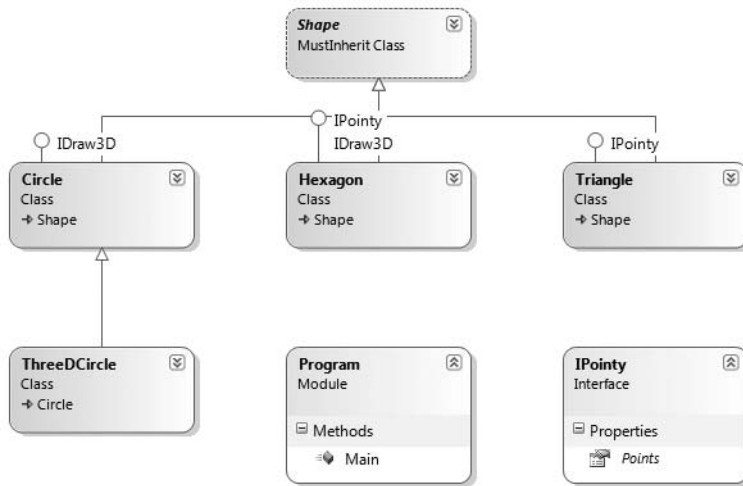 Shape
MustInherit Class
IPointy
IDraw3D
IDraw3D
IPointy
Circle
Class
Shape
Hexagon
Class
Shape
Triangle
Class
Shape
ThreeDCircle
Class
Circle
Program
Module
Methods
Main
IPointy
Interface
Properties
Points